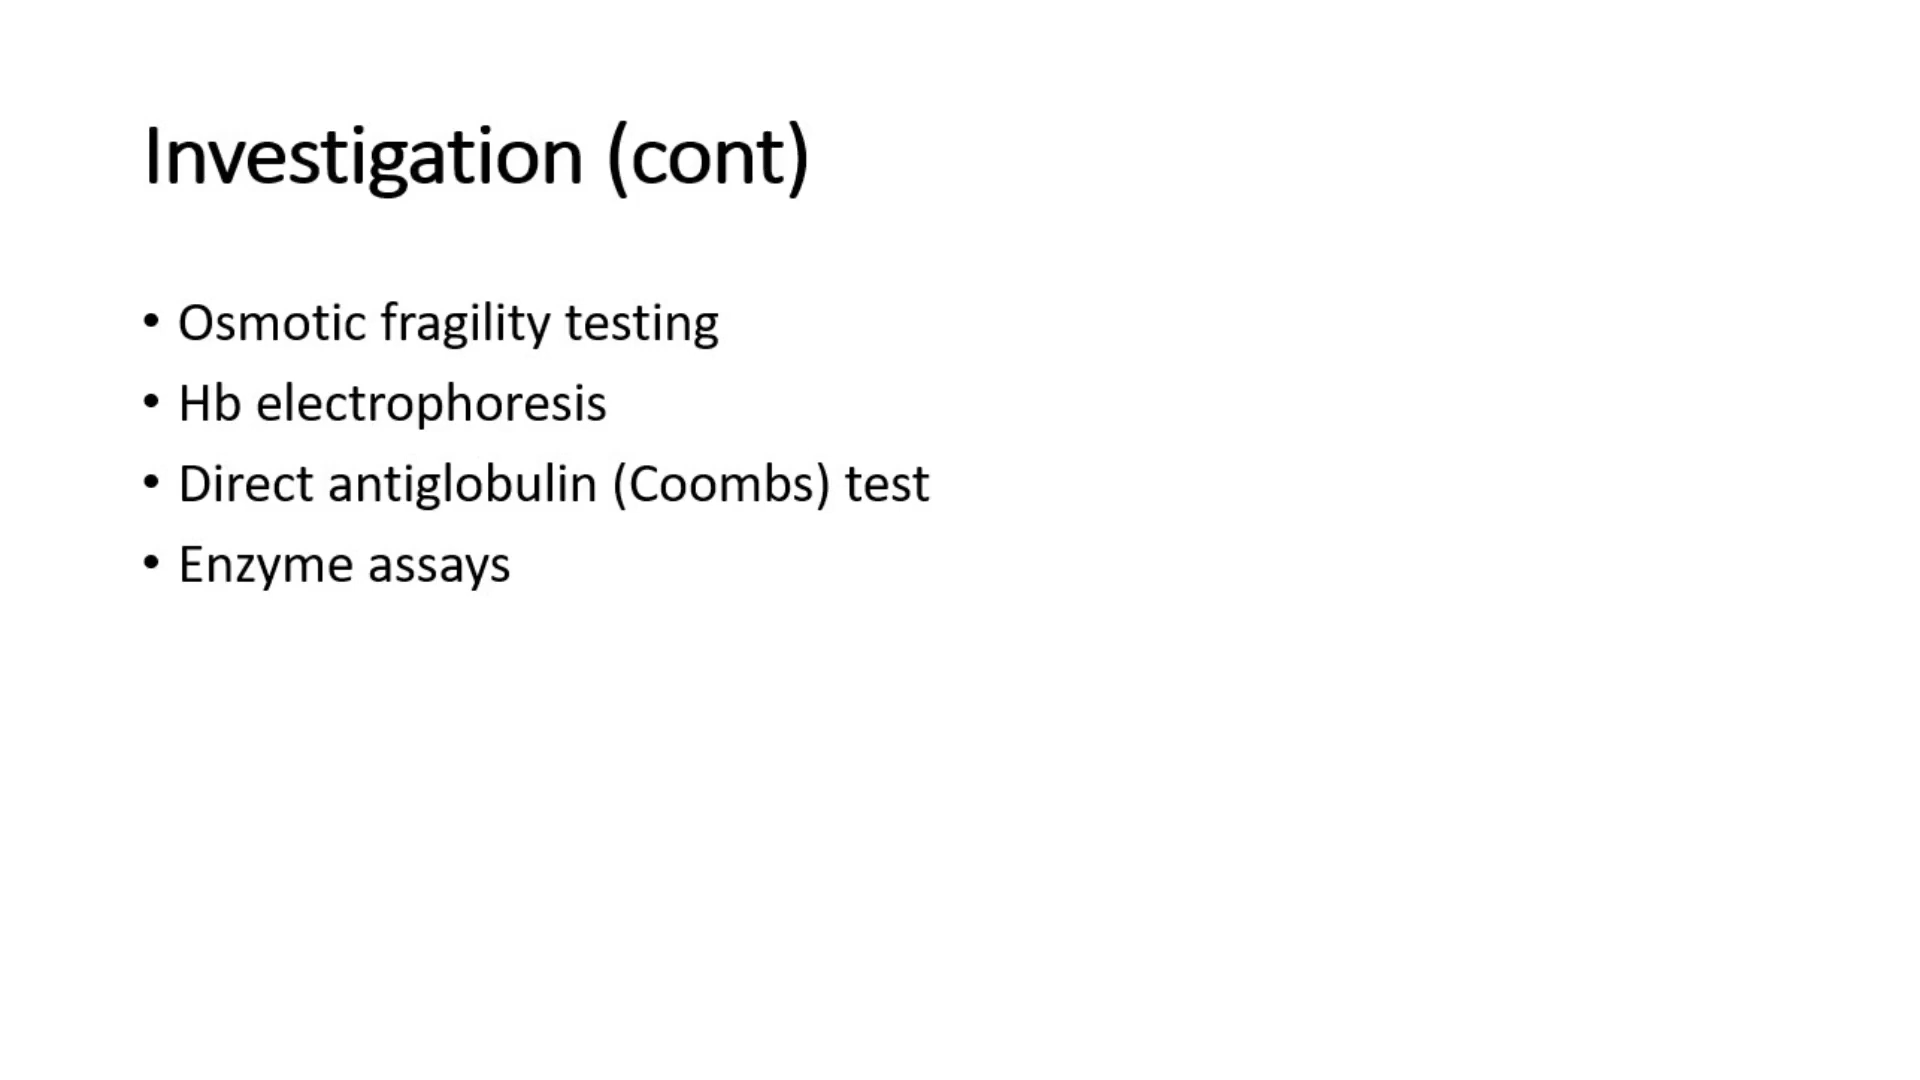 Investigation (cont)
• Osmotic fragility testing
• Hb electrophoresis
• Direct antiglobulin (Coombs) test
• Enzyme assays